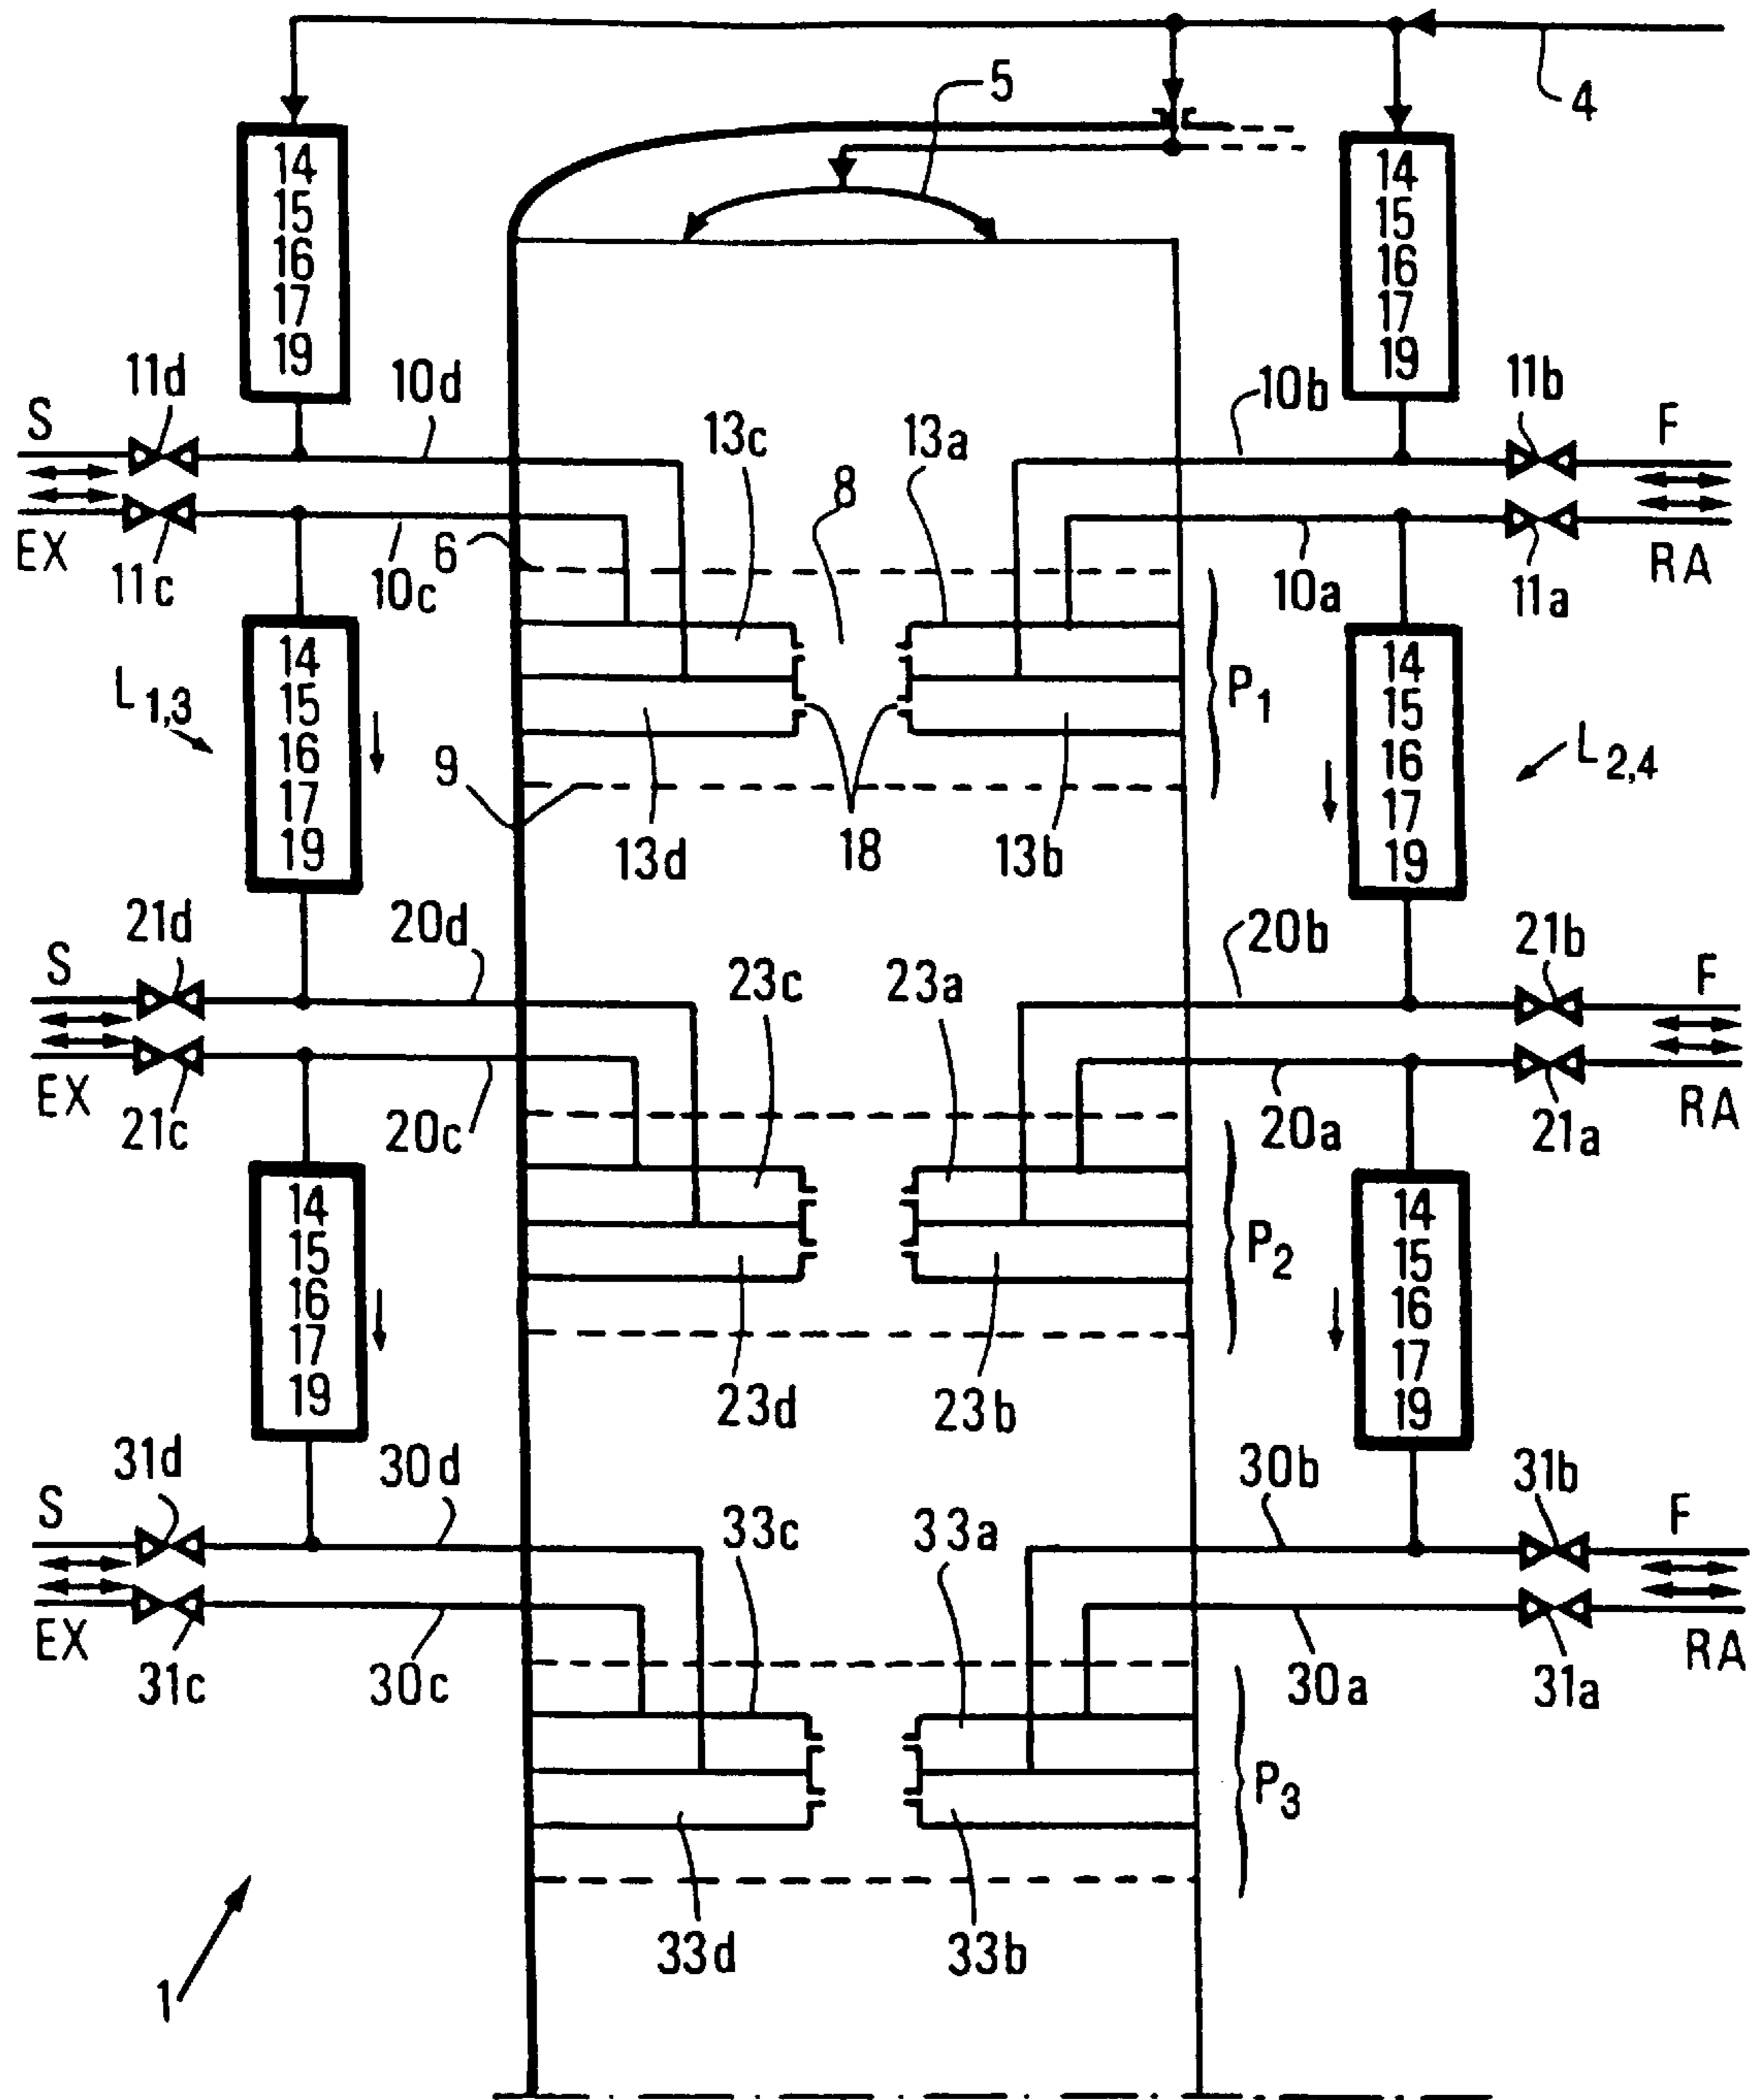 5
4
14
15
16
17
19
14
15
16
17
19
11d
10d
10b
11b
S
13c
13a
F
8
EX
6
RA
11c
10c
10a
11a
14
15
16
17
19
14
15
16
17
19
L1,3
P1
L2,4
9
13d
18
13b
21d
20d
20b
21b
S
23c
23a
F
EX
RA
21c
20c
20a
21a
14
15
16
17
19
14
15
16
17
19
P2
23d
23b
31d
30d
30b
31b
S
33c
33a
F
EX
RA
31c
30c
30a
31a
P3
33d
33b
1